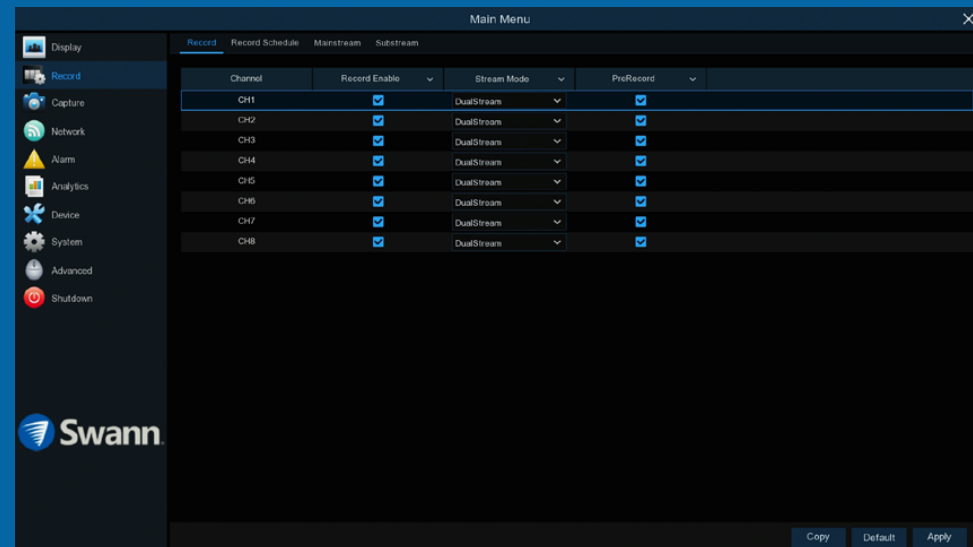 Main Menu
Display
Record
Capture
Network
Alarm
Analytics
Device
System
Advanced
Shutdown
Swann
Record Record Schedule Mainstream Substream
Channel Record Enable Stream Mode PreRecord
CH1 DualStream
CH2 DualStream
CH3 DualStream
CH4 DualStream
CH5 DualStream
CH6 DualStream
CH7 DualStream
CH8 DualStream
Copy Default Apply